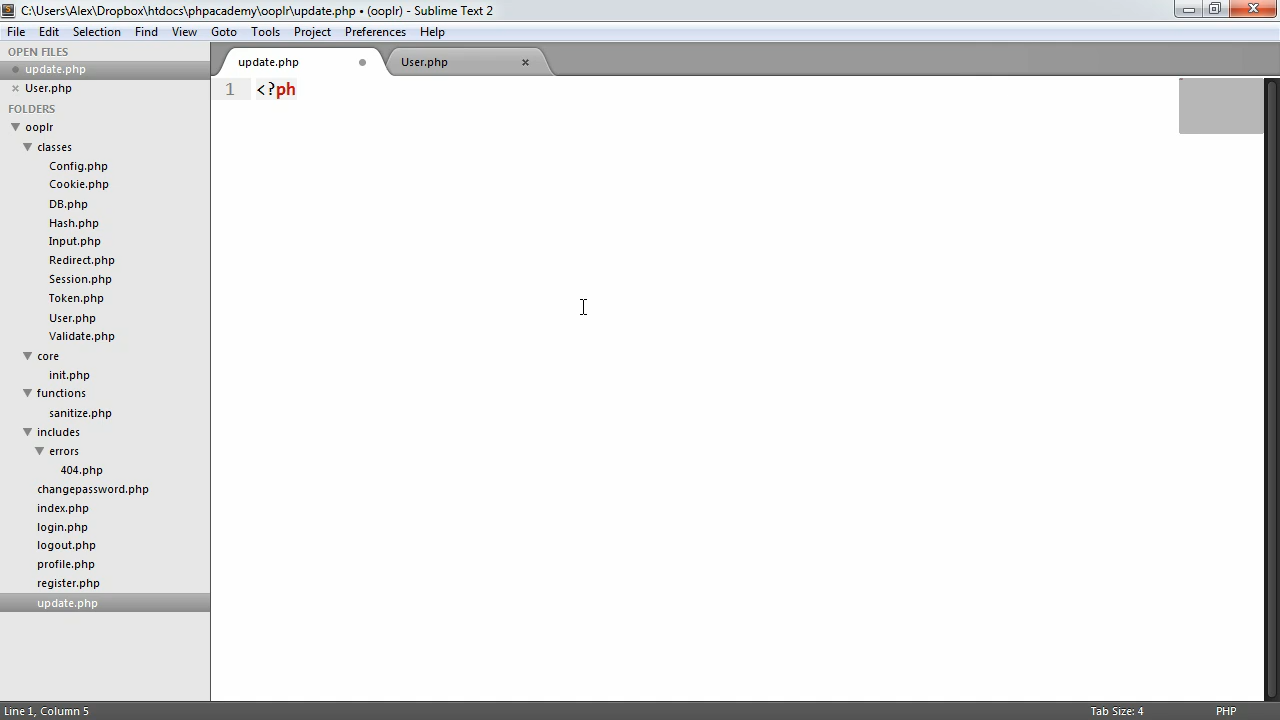 C:\Users\Alex\Dropbox\htdocs\phpacademy\ooplr\update.php • (ooplr) - Sublime Text 2
File Edit Selection Find View Goto Tools Project Preferences Help
OPEN FILES
update.php
User.php
FOLDERS
ooplr
classes
Config.php
Cookie.php
DB.php
Hash.php
Input.php
Redirect.php
Session.php
Token.php
User.php
Validate.php
core
init.php
functions
sanitize.php
includes
errors
404.php
changepassword.php
index.php
login.php
logout.php
profile.php
register.php
update.php
update.php User.php
1 <?ph
Line 1, Column 5 Tab Size: 4 PHP